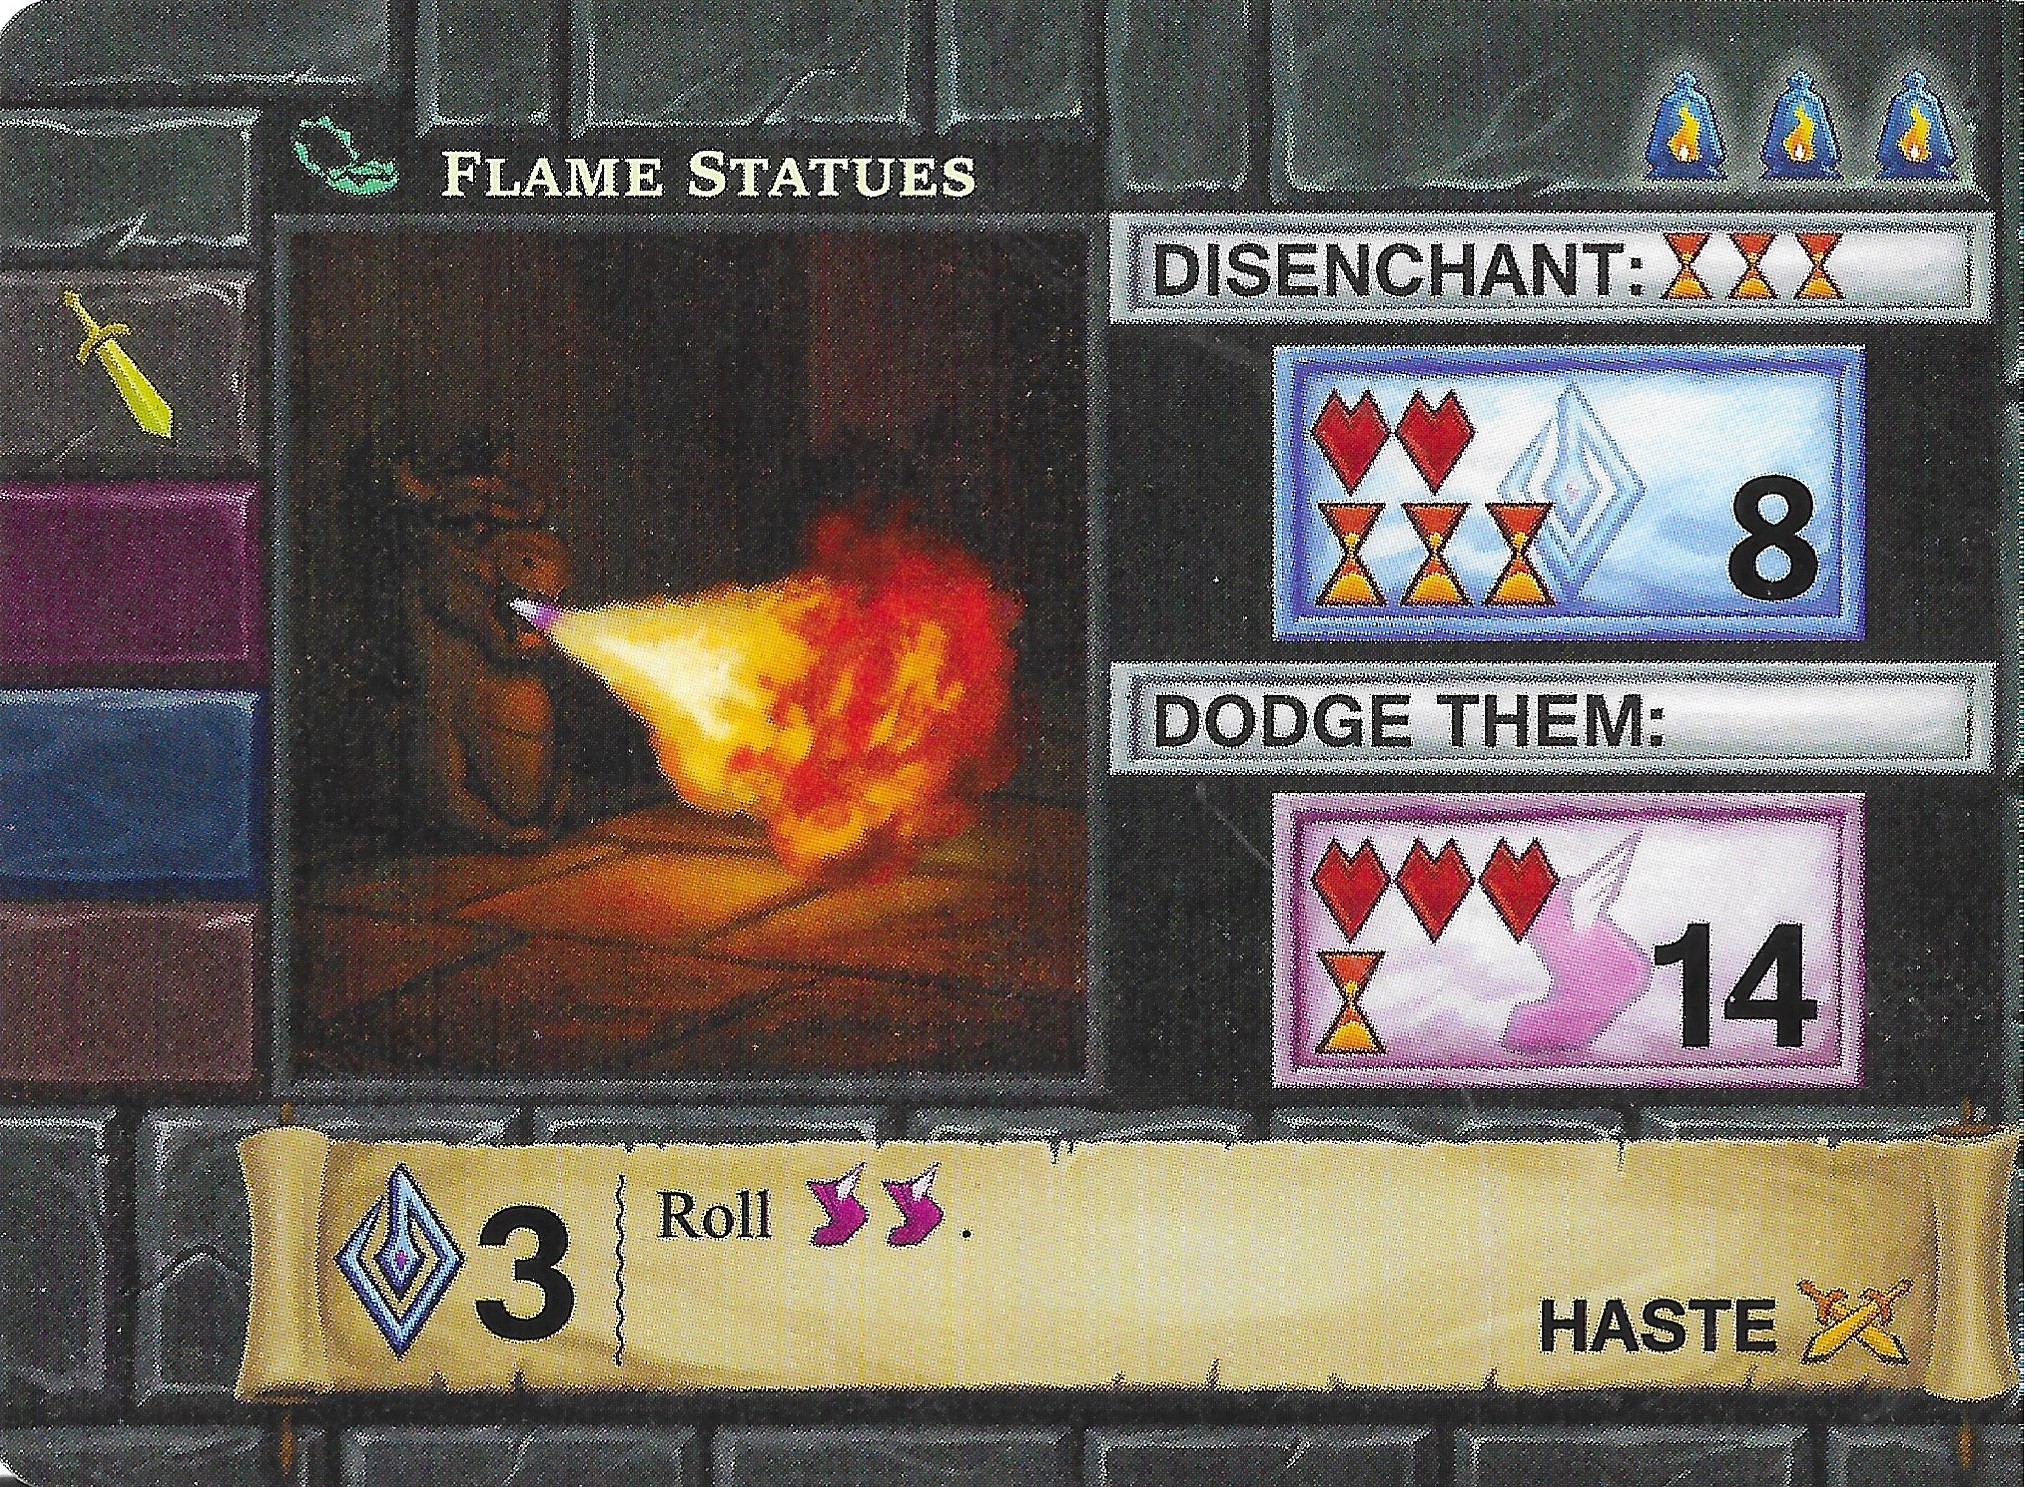 FLAME STATUES
DISENCHANT:
8
DODGE THEM:
14
3
Roll .
HASTE